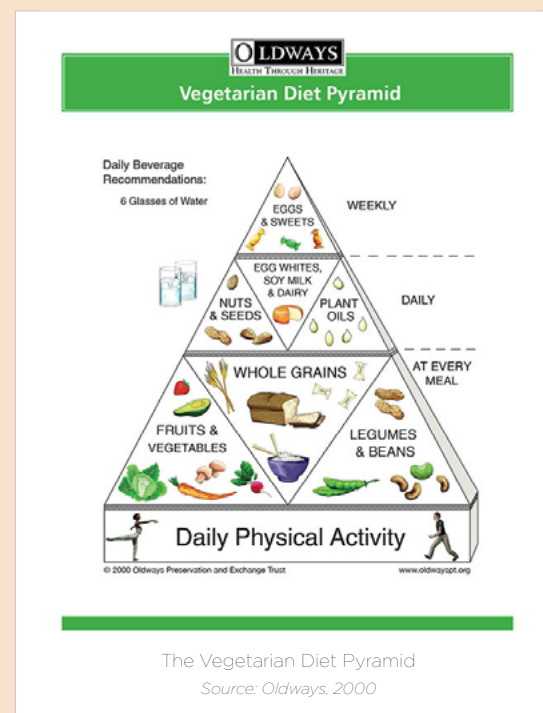 OLDWAYS
HEALTH THROUGH HERITAGE
Vegetarian Diet Pyramid
Daily Beverage
Recommendations:
6 Glasses of Water
EGGS
& SWEETS
WEEKLY
EGG WHITES,
SOY MILK
& DAIRY
NUTS
& SEEDS
PLANT
OILS
DAILY
WHOLE GRAINS
AT EVERY
MEAL
FRUITS &
VEGETABLES
LEGUMES
& BEANS
Daily Physical Activity
© 2000 Oldways Preservation and Exchange Trust
www.oldwayspt.org
The Vegetarian Diet Pyramid
Source: Oldways, 2000